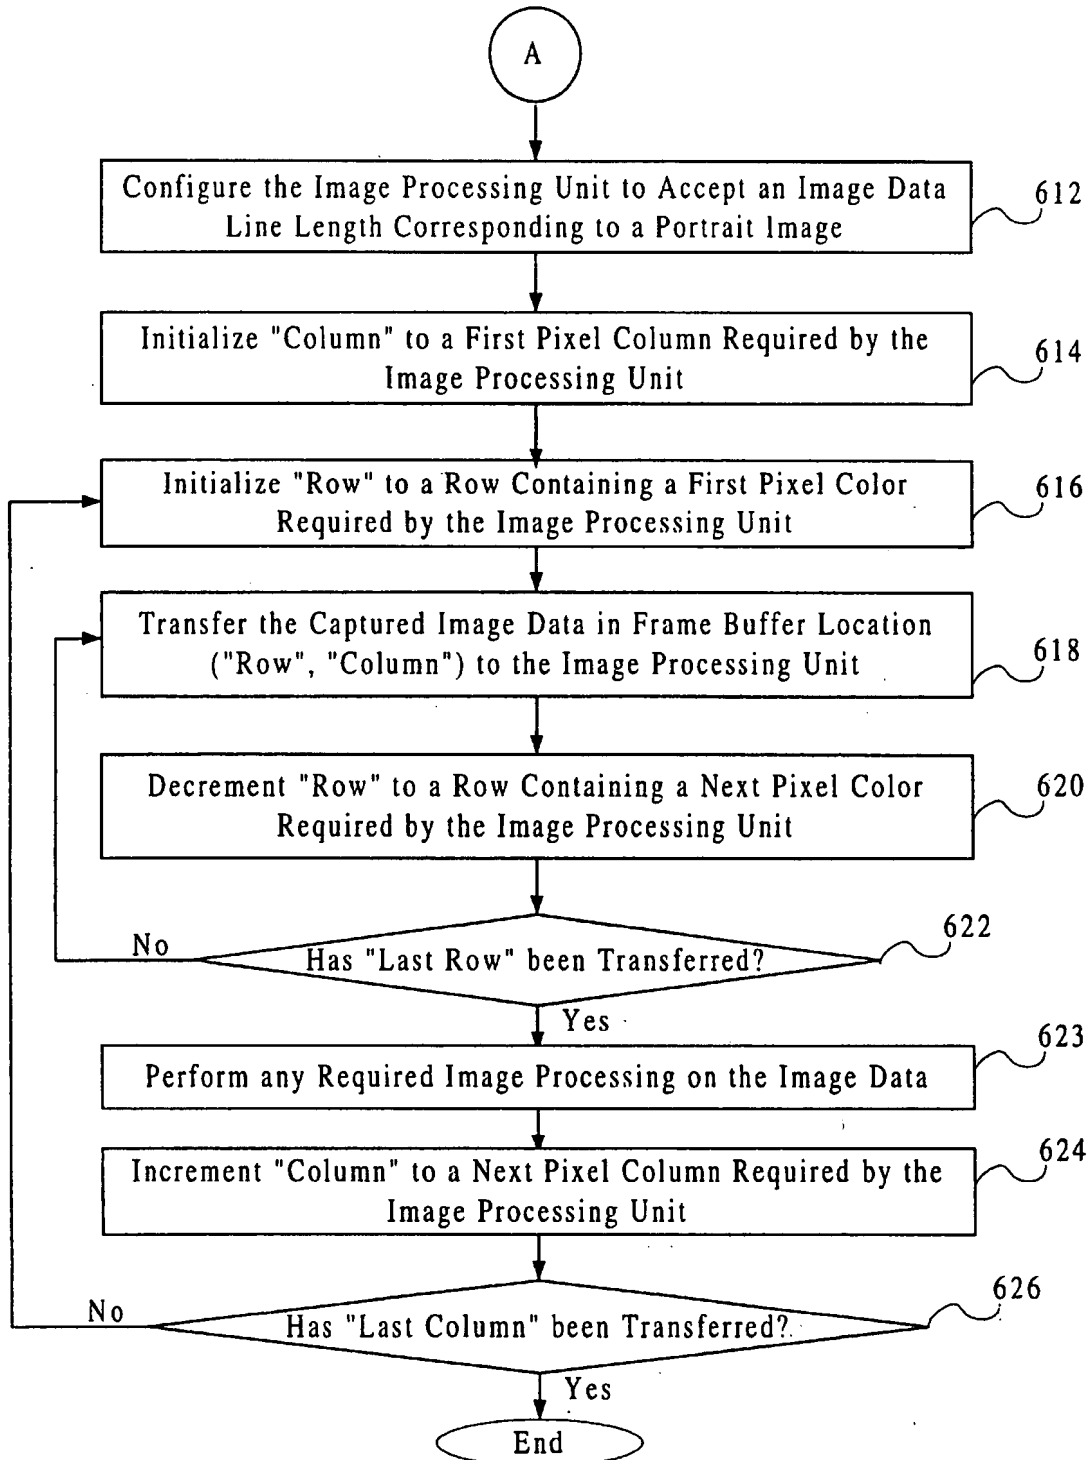 A
Configure the Image Processing Unit to Accept an Image Data
Line Length Corresponding to a Portrait Image
612
Initialize "Column" to a First Pixel Column Required by the
Image Processing Unit
614
Initialize "Row" to a Row Containing a First Pixel Color
Required by the Image Processing Unit
616
Transfer the Captured Image Data in Frame Buffer Location
("Row", "Column") to the Image Processing Unit
618
Decrement "Row" to a Row Containing a Next Pixel Color
Required by the Image Processing Unit
620
No
Has "Last Row" been Transferred?
622
Yes
Perform any Required Image Processing on the Image Data
623
Increment "Column" to a Next Pixel Column Required by the
Image Processing Unit
624
No
Has "Last Column" been Transferred?
626
Yes
End